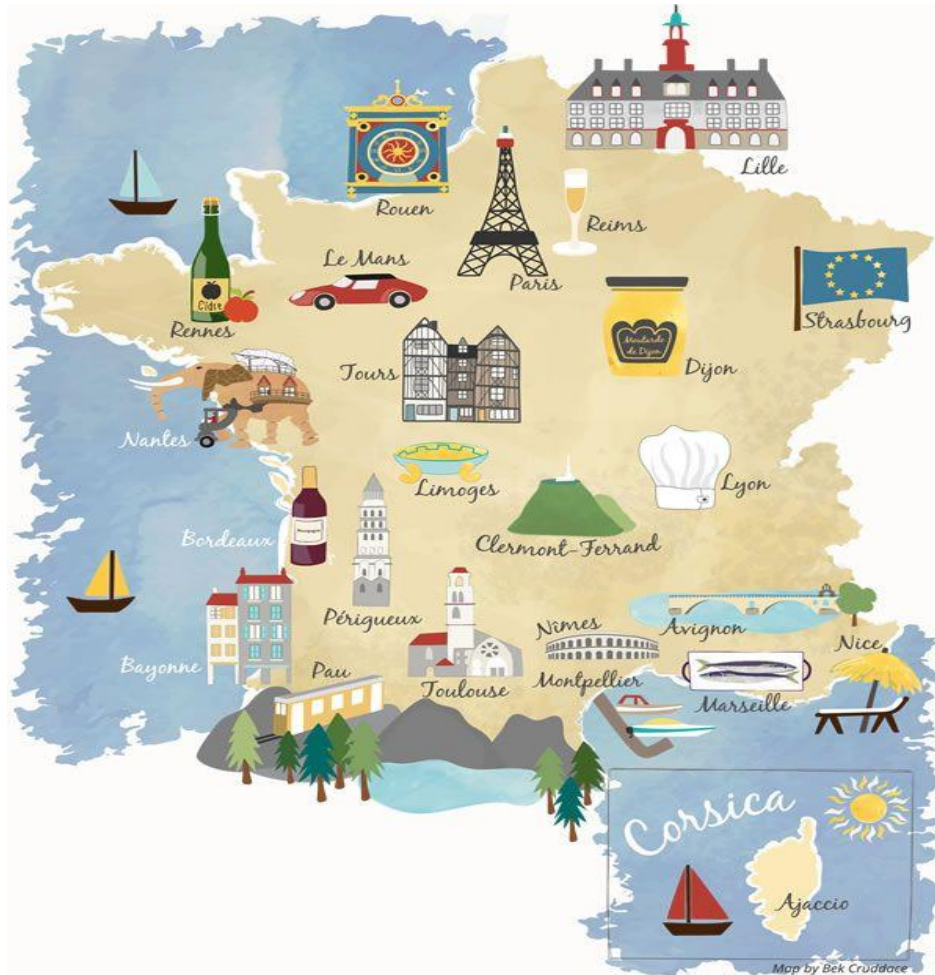 Lille
Rouen
Reims
Le Mans
Paris
Cidre
Rennes
Strasbourg
Moutarde
de Dijon
Dijon
Tours
Nantes
Limoges
Lyon
Bordeaux
Clermont-Ferrand
Périgueux
Nîmes
Avignon
Nice
Bayonne
Pau
Toulouse
Montpellier
Marseille
Corsica
Ajaccio
Map by Bek Cruddace